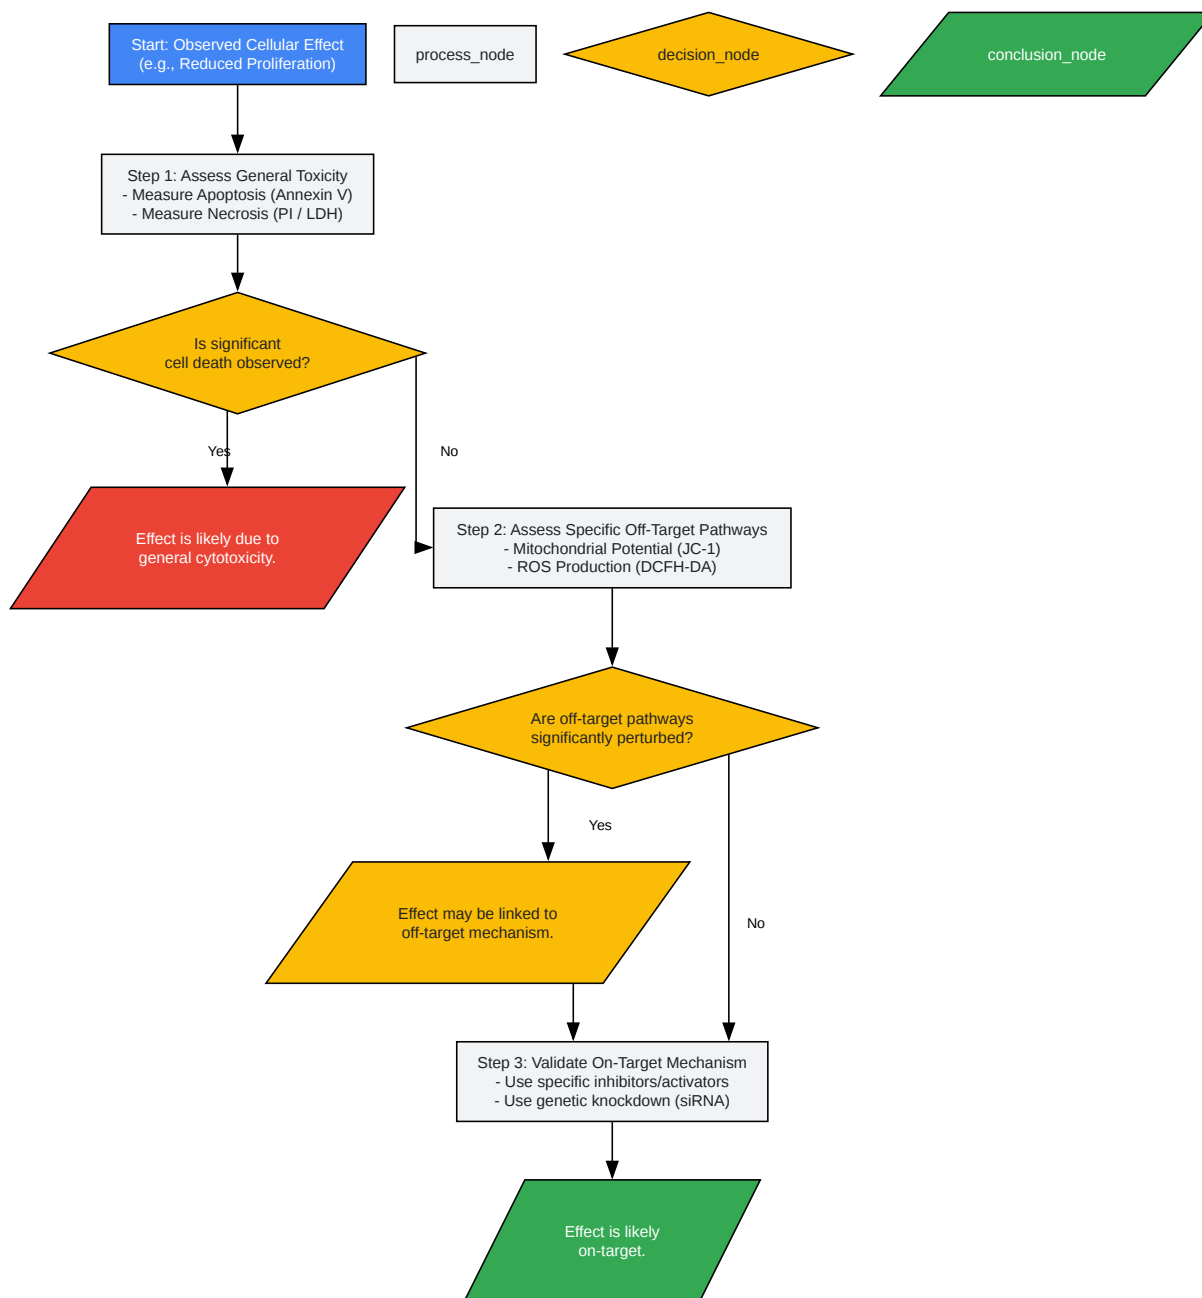 Start: Observed Cellular Effect
(e.g., Reduced Proliferation)
process_node
decision_node
conclusion_node
Step 1: Assess General Toxicity
- Measure Apoptosis (Annexin V)
- Measure Necrosis (PI / LDH)
Is significant
cell death observed?
Yes
No
Effect is likely due to
general cytotoxicity.
Step 2: Assess Specific Off-Target Pathways
- Mitochondrial Potential (JC-1)
- ROS Production (DCFH-DA)
Are off-target pathways
significantly perturbed?
Yes
Effect may be linked to
off-target mechanism.
No
Step 3: Validate On-Target Mechanism
- Use specific inhibitors/activators
- Use genetic knockdown (siRNA)
Effect is likely
on-target.